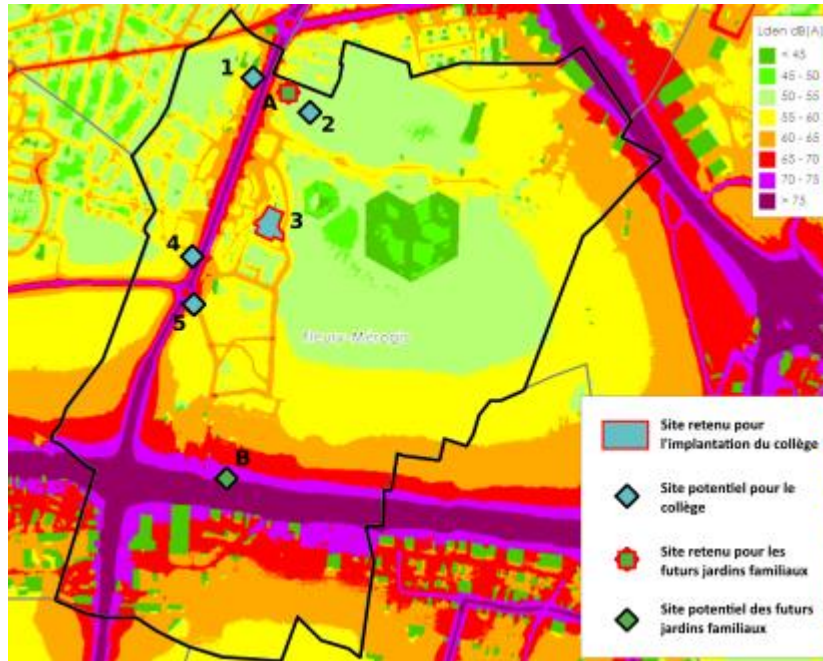 Lden dB(A)
< 45
45 - 50
50 - 55
55 - 60
60 - 65
65 - 70
70 - 75
> 75
1
A
2
3
4
5
Fleury-Mérogis
B
Site retenu pour
l'implantation du collège
Site potentiel pour le
collège
Site retenu pour les
futurs jardins familiaux
Site potentiel des futurs
jardins familiaux